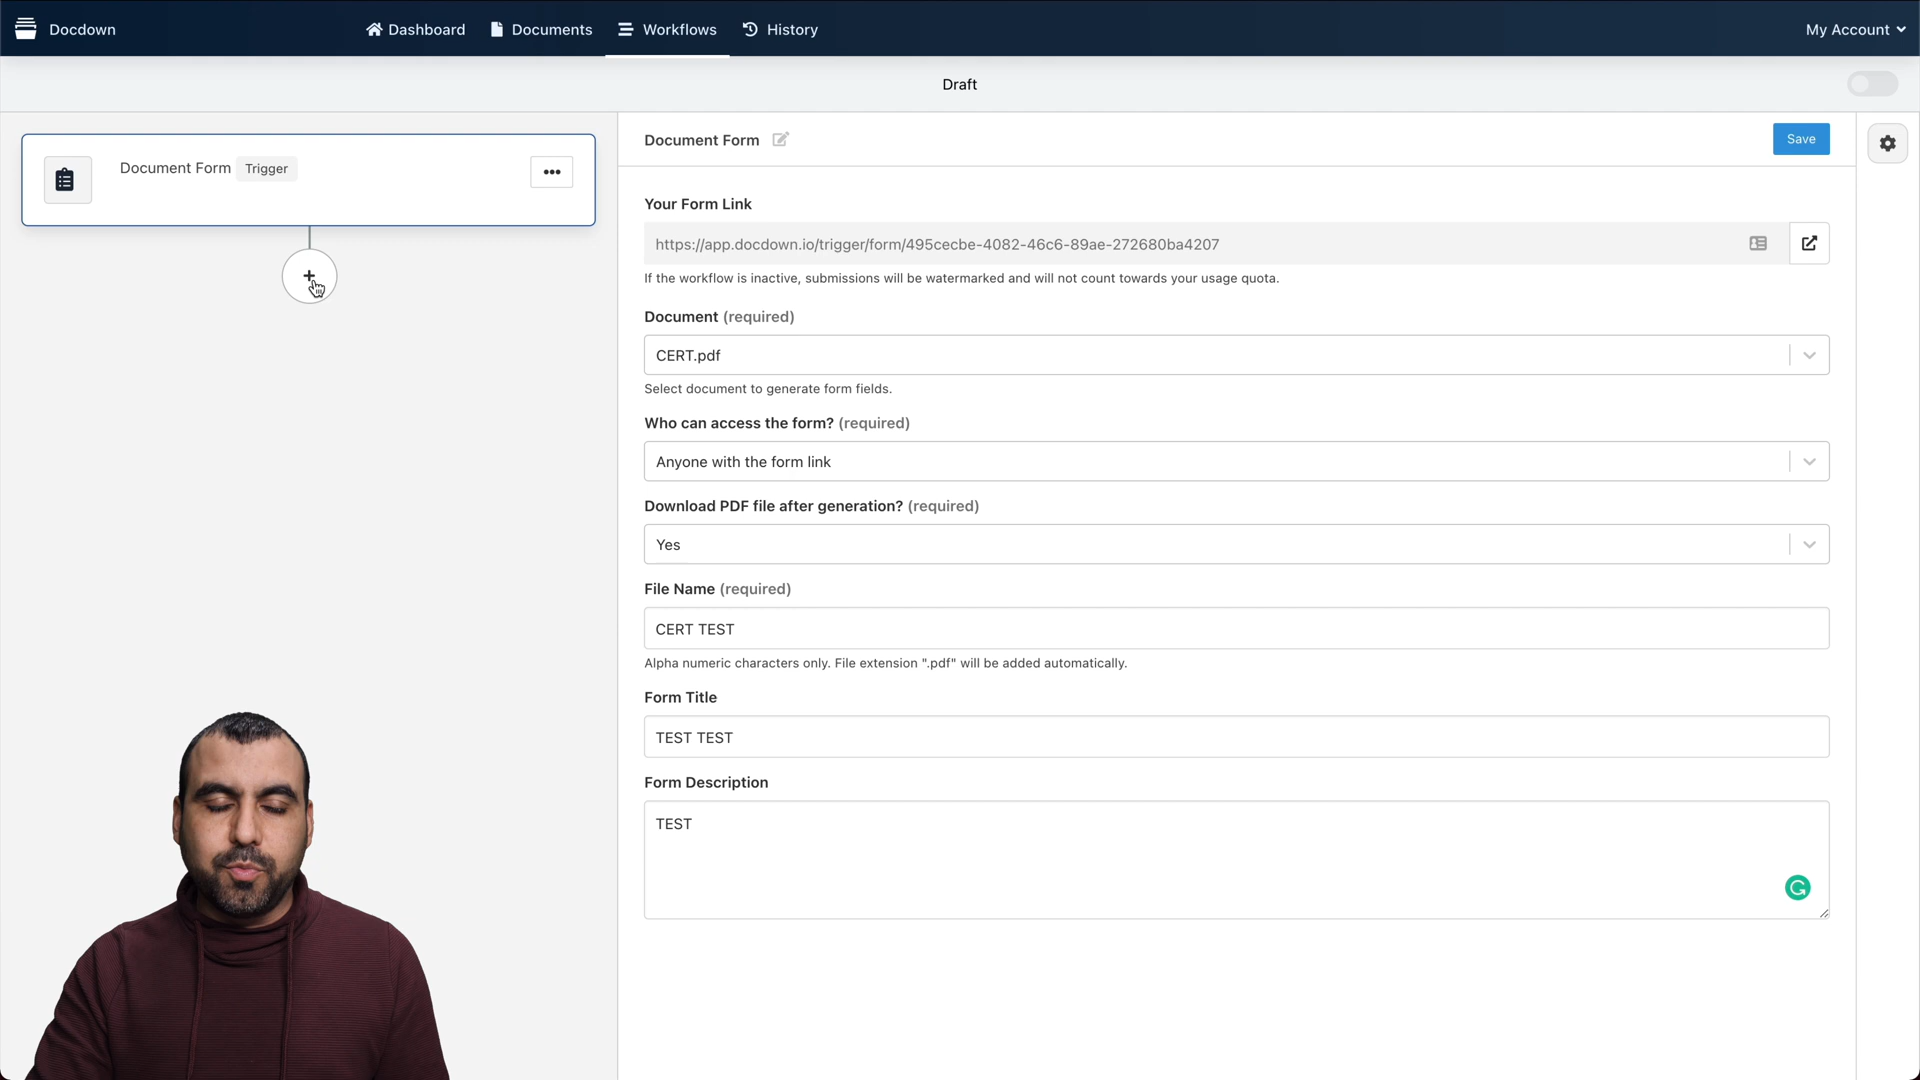 Docdown
Dashboard
Documents
Workflows
History
My Account
Draft
Document Form Trigger
Document Form
Save
Your Form Link
https://app.docdown.io/trigger/form/495cecbe-4082-46c6-89ae-272680ba4207
If the workflow is inactive, submissions will be watermarked and will not count towards your usage quota.
Document (required)
CERT.pdf
Select document to generate form fields.
Who can access the form? (required)
Anyone with the form link
Download PDF file after generation? (required)
Yes
File Name (required)
CERT TEST
Alpha numeric characters only. File extension ".pdf" will be added automatically.
Form Title
TEST TEST
Form Description
TEST